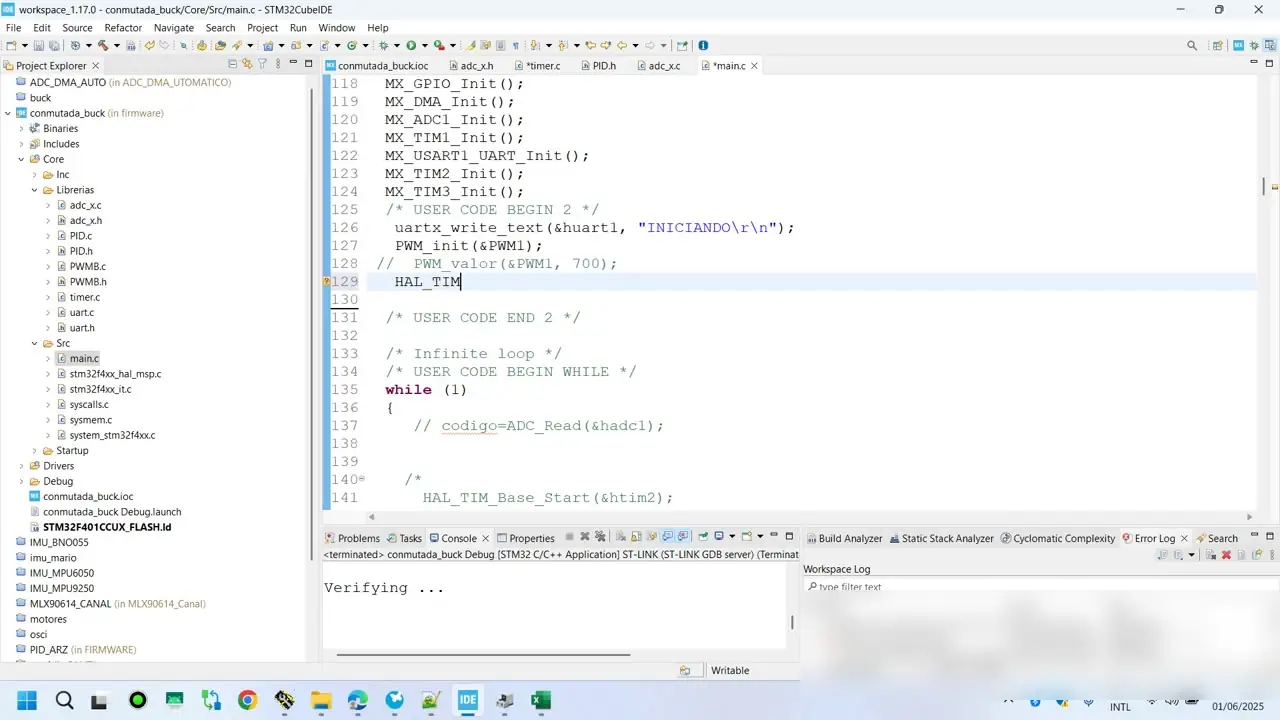 workspace_1.17.0 - conmutada_buck/Core/Src/main.c - STM32CubeIDE
File Edit Source Refactor Navigate Search Project Run Window Help
Project Explorer
conmutada_buck.ioc
adc_x.h
*timer.c
PID.h
adc_x.c
*main.c
ADC_DMA_AUTO (in ADC_DMA_UTOMATICO)
buck
conmutada_buck (in firmware)
Binaries
Includes
Core
Inc
Librerias
adc_x.c
adc_x.h
PID.c
PID.h
PWMB.c
PWMB.h
timer.c
uart.c
uart.h
Src
main.c
stm32f4xx_hal_msp.c
stm32f4xx_it.c
syscalls.c
sysmem.c
system_stm32f4xx.c
Startup
Drivers
Debug
conmutada_buck.ioc
conmutada_buck Debug.launch
STM32F401CCUX_FLASH.ld
IMU_BNO055
imu_mario
IMU_MPU6050
IMU_MPU9250
MLX90614_CANAL (in MLX90614_Canal)
motores
osci
PID_ARZ (in FIRMWARE)
118 MX_GPIO_Init();
119 MX_DMA_Init();
120 MX_ADC1_Init();
121 MX_TIM1_Init();
122 MX_USART1_UART_Init();
123 MX_TIM2_Init();
124 MX_TIM3_Init();
125 /* USER CODE BEGIN 2 */
126 uartx_write_text(&huart1, "INICIANDO\r\n");
127 PWM_init(&PWM1);
128 // PWM_valor(&PWM1, 700);
129 HAL_TIM
130
131 /* USER CODE END 2 */
132
133 /* Infinite loop */
134 /* USER CODE BEGIN WHILE */
135 while (1)
136 {
137 // codigo=ADC_Read(&hadc1);
138
139
140 /*
141 HAL_TIM_Base_Start(&htim2);
Problems Tasks Console Properties
<terminated> conmutada_buck Debug [STM32 C/C++ Application] ST-LINK (ST-LINK GDB server) (Terminat
Verifying ...
Build Analyzer Static Stack Analyzer Cyclomatic Complexity Error Log Search
Workspace Log
type filter text
Writable
IDE
INTL
01/06/2025